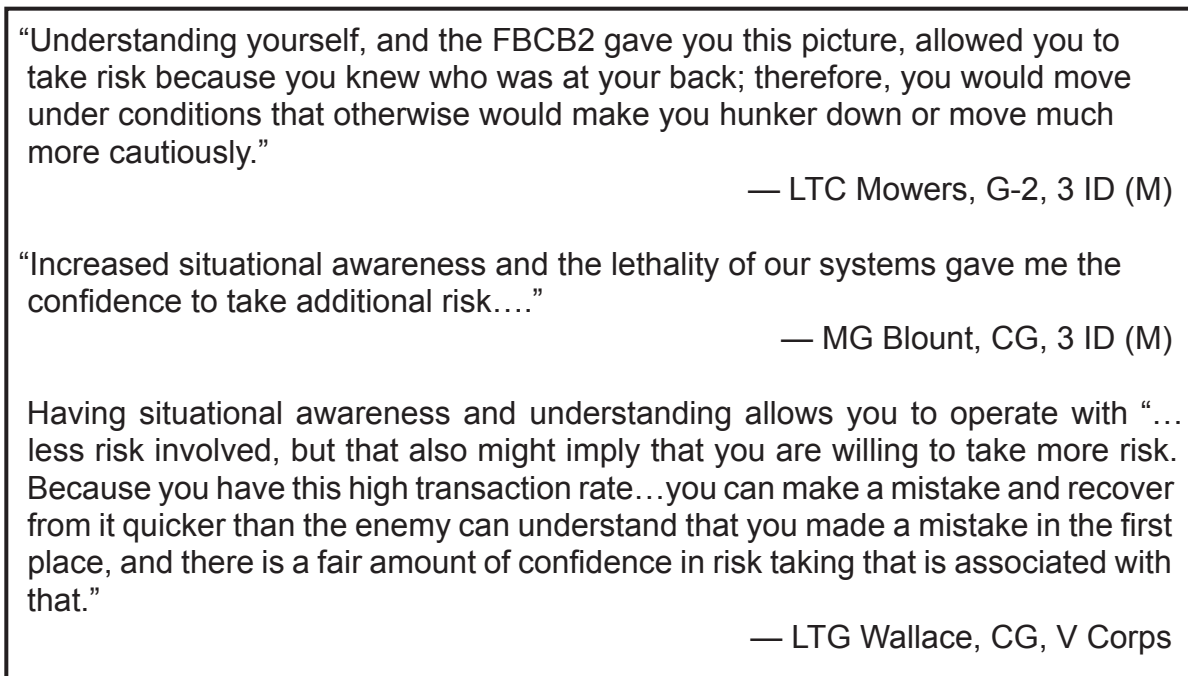 “Understanding yourself, and the FBCB2 gave you this picture, allowed you to
take risk because you knew who was at your back; therefore, you would move
under conditions that otherwise would make you hunker down or move much
more cautiously.”
— LTC Mowers, G-2, 3 ID (M)
“Increased situational awareness and the lethality of our systems gave me the
confidence to take additional risk….”
— MG Blount, CG, 3 ID (M)
Having situational awareness and understanding allows you to operate with “…
less risk involved, but that also might imply that you are willing to take more risk.
Because you have this high transaction rate…you can make a mistake and recover
from it quicker than the enemy can understand that you made a mistake in the first
place, and there is a fair amount of confidence in risk taking that is associated with
that.”
— LTG Wallace, CG, V Corps